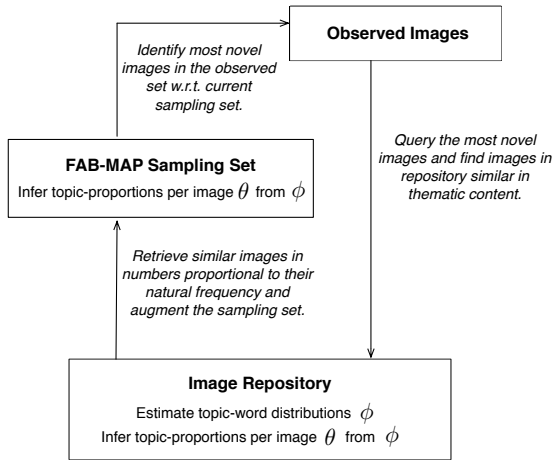 Observed Images
Identify most novel
images in the observed
set w.r.t. current
sampling set.
Query the most novel
images and find images in
repository similar in
thematic content.
FAB-MAP Sampling Set
Infer topic-proportions per image θ from ϕ
Retrieve similar images in
numbers proportional to their
natural frequency and
augment the sampling set.
Image Repository
Estimate topic-word distributions ϕ
Infer topic-proportions per image θ from ϕ